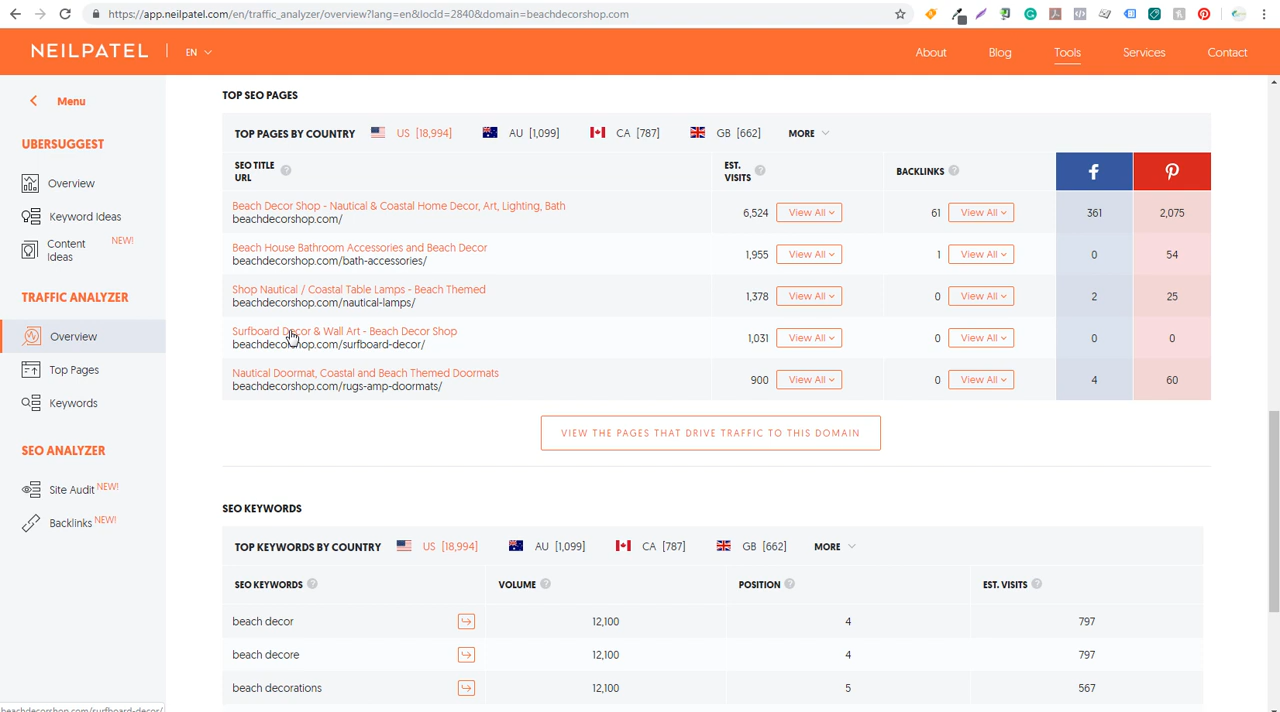 https://app.neilpatel.com/en/traffic_analyzer/overview?lang=en&locId=2840&domain=beachdecorshop.com
NEILPATEL
EN
About
Blog
Tools
Services
Contact
Menu
UBERSUGGEST
Overview
Keyword Ideas
Content Ideas NEW!
TRAFFIC ANALYZER
Overview
Top Pages
Keywords
SEO ANALYZER
Site Audit NEW!
Backlinks NEW!
TOP SEO PAGES
TOP PAGES BY COUNTRY US [18,994] AU [1,099] CA [787] GB [662] MORE
SEO TITLE URL ? EST. VISITS ? BACKLINKS ?
Beach Decor Shop - Nautical & Coastal Home Decor, Art, Lighting, Bath
beachdecorshop.com/
6,524 View All 61 View All 361 2,075
Beach House Bathroom Accessories and Beach Decor
beachdecorshop.com/bath-accessories/
1,955 View All 1 View All 0 54
Shop Nautical / Coastal Table Lamps - Beach Themed
beachdecorshop.com/nautical-lamps/
1,378 View All 0 View All 2 25
Surfboard Decor & Wall Art - Beach Decor Shop
beachdecorshop.com/surfboard-decor/
1,031 View All 0 View All 0 0
Nautical Doormat, Coastal and Beach Themed Doormats
beachdecorshop.com/rugs-amp-doormats/
900 View All 0 View All 4 60
VIEW THE PAGES THAT DRIVE TRAFFIC TO THIS DOMAIN
SEO KEYWORDS
TOP KEYWORDS BY COUNTRY US [18,994] AU [1,099] CA [787] GB [662] MORE
SEO KEYWORDS ? VOLUME ? POSITION ? EST. VISITS ?
beach decor 12,100 4 797
beach decore 12,100 4 797
beach decorations 12,100 5 567
beachdecorshop.com/surfboard-decor/